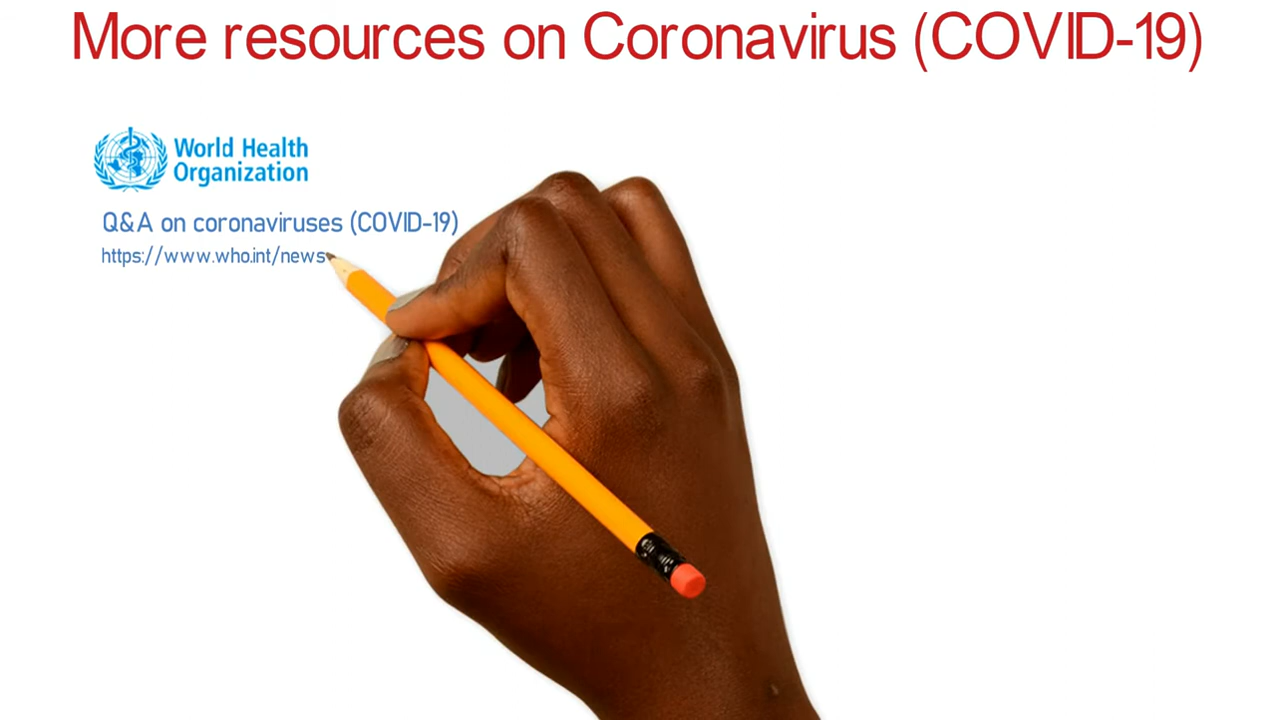 More resources on Coronavirus (COVID-19)
World Health
Organization
Q&A on coronaviruses (COVID-19)
https://www.who.int/news